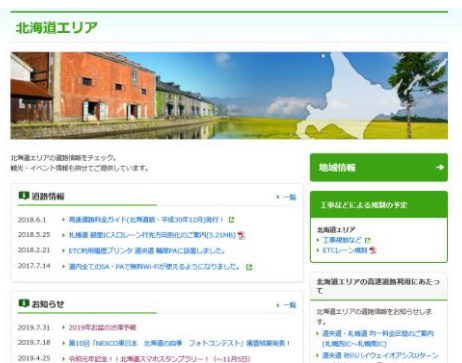 北海道エリア
北海道エリアの道路情報をチェック。
観光・イベント情報も併せてご提供しています。
道路情報
一覧
2018.6.1 高速道路料金ガイド(北海道版・平成30年12月)発行！
2018.5.25 札樽道 朝里IC入口レーン行先方向別化のご案内(5.21MB)
2018.2.21 ETC利用履歴プリンタ 道央道 輪厚PAに設置しました。
2017.7.14 道内全てのSA・PAで無料Wi-Fiが使えるようになりました。
お知らせ
一覧
2019.7.31 2019年お盆の渋滞予報
2019.7.18 第10回「NEXCO東日本 北海道の四季 フォトコンテスト」審査結果発表！
2019.4.25 令和元年記念！！北海道スマホスタンプラリー！（～11月5日）
地域情報
工事などによる規制の予定
北海道エリア
工事規制など
ETCレーン規制
北海道エリアの高速道路利用にあたっ
て
北海道エリアの道路情報をお知らせしま
す。
道央道・札樽道 均一料金区間のご案内
(札幌西IC～札幌南IC)
道央道 砂川ハイウェイオアシスUターン